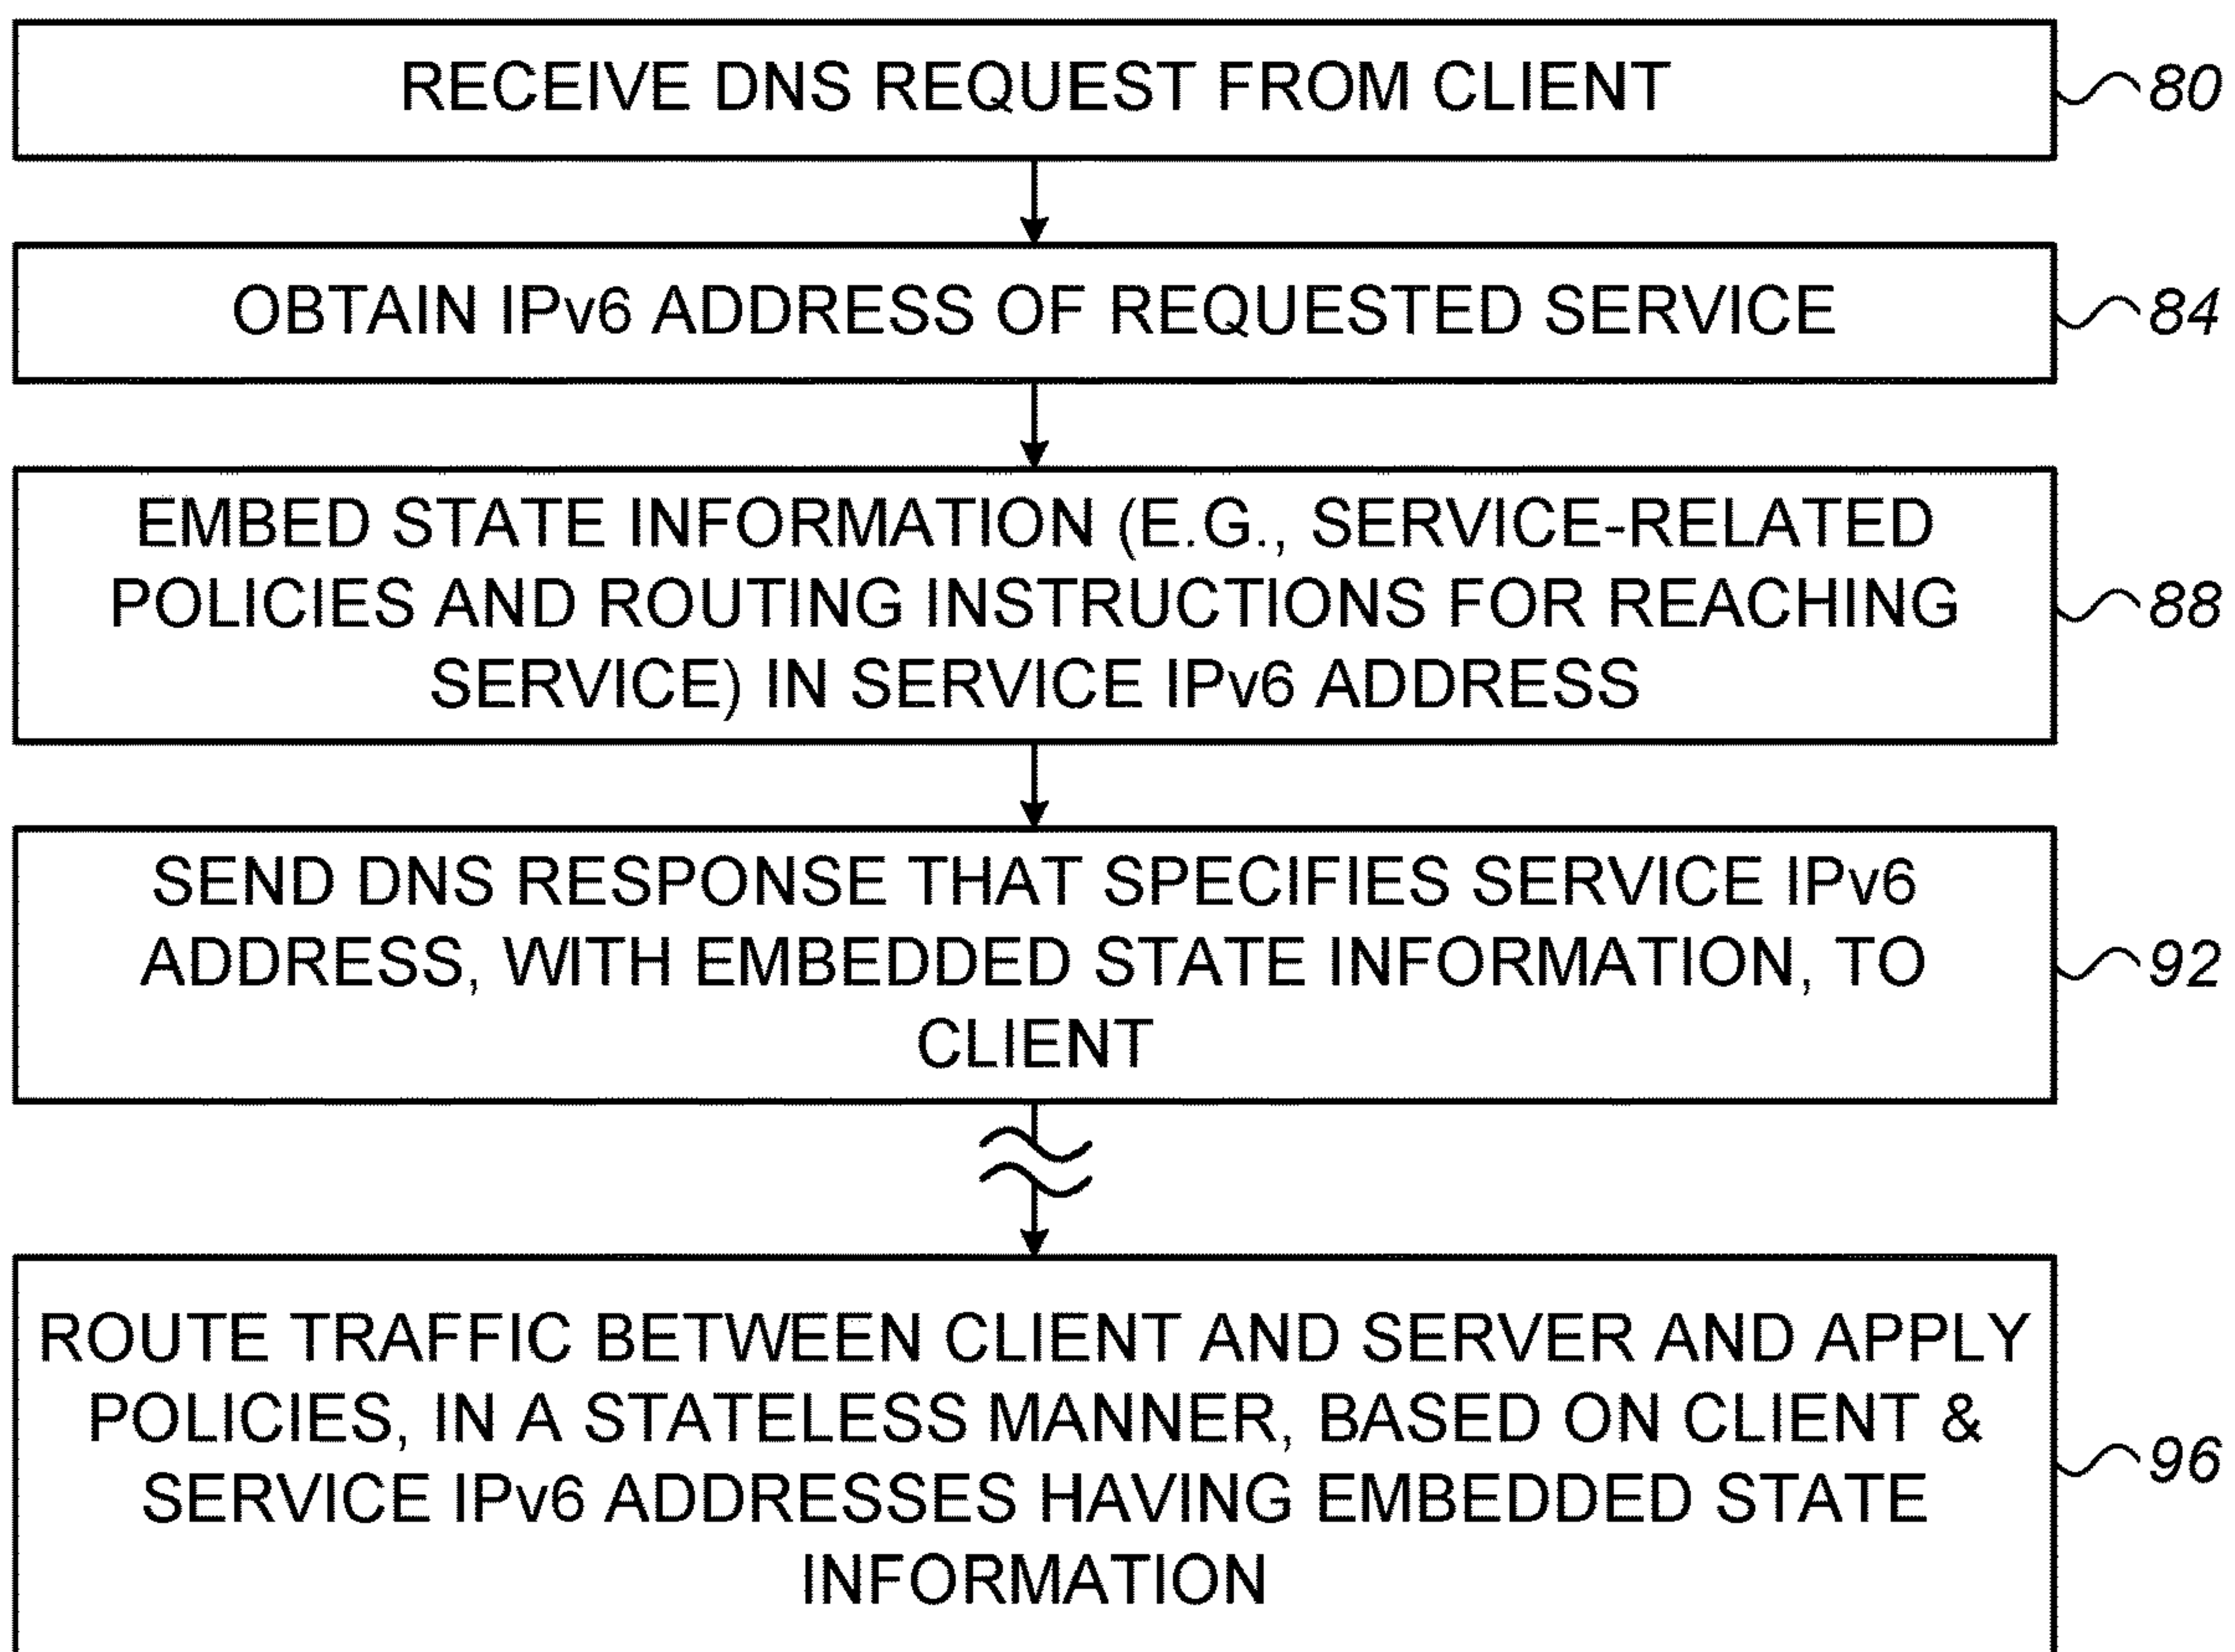 RECEIVE DNS REQUEST FROM CLIENT
80
OBTAIN IPv6 ADDRESS OF REQUESTED SERVICE
84
EMBED STATE INFORMATION (E.G., SERVICE-RELATED
POLICIES AND ROUTING INSTRUCTIONS FOR REACHING
SERVICE) IN SERVICE IPv6 ADDRESS
88
SEND DNS RESPONSE THAT SPECIFIES SERVICE IPv6
ADDRESS, WITH EMBEDDED STATE INFORMATION, TO
CLIENT
92
ROUTE TRAFFIC BETWEEN CLIENT AND SERVER AND APPLY
POLICIES, IN A STATELESS MANNER, BASED ON CLIENT &
SERVICE IPv6 ADDRESSES HAVING EMBEDDED STATE
INFORMATION
96